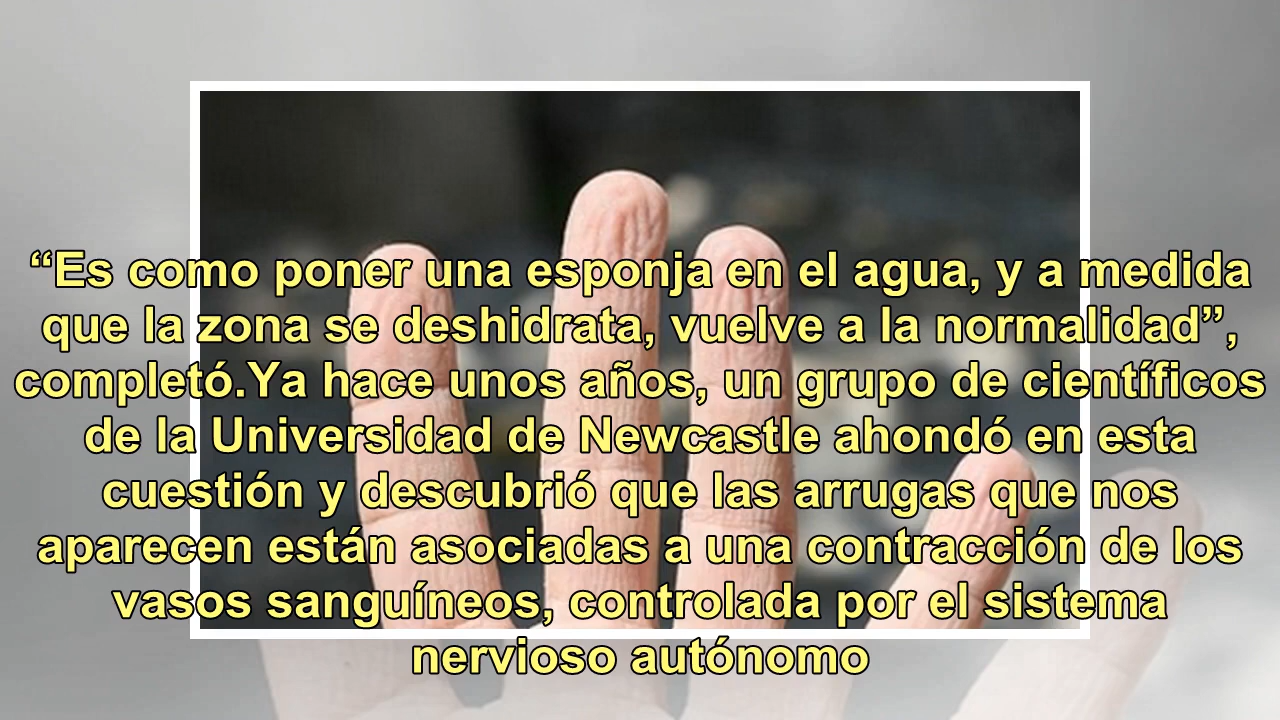 “Es como poner una esponja en el agua, y a medida
que la zona se deshidrata, vuelve a la normalidad”,
completó.Ya hace unos años, un grupo de científicos
de la Universidad de Newcastle ahondó en esta
cuestión y descubrió que las arrugas que nos
aparecen están asociadas a una contracción de los
vasos sanguíneos, controlada por el sistema
nervioso autónomo